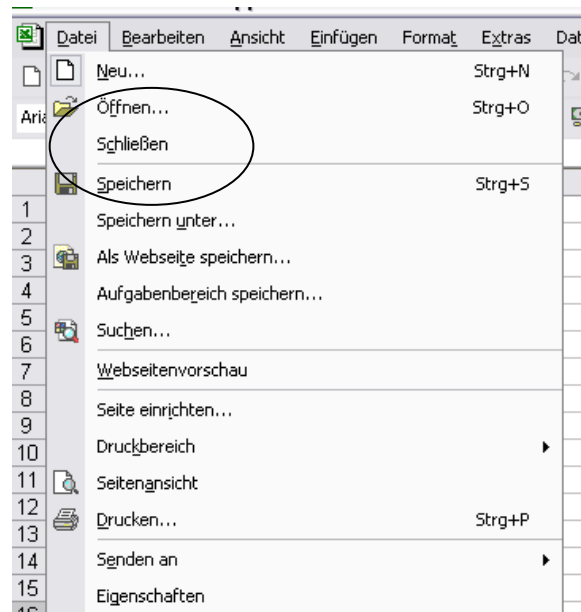 Datei Bearbeiten Ansicht Einfügen Format Extras Dat
Neu... Strg+N
Öffnen... Strg+O
Schließen
Speichern Strg+S
Speichern unter...
Als Webseite speichern...
Aufgabenbereich speichern...
Suchen...
Webseitenvorschau
Seite einrichten...
Druckbereich
Seitenansicht
Drucken... Strg+P
Senden an
Eigenschaften
Aria
1
2
3
4
5
6
7
8
9
10
11
12
13
14
15